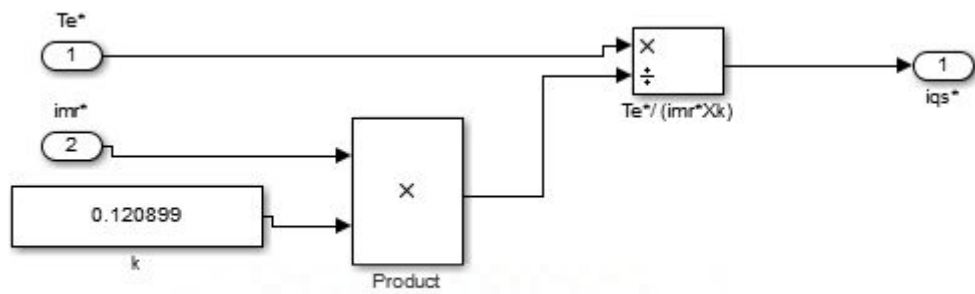 Te*
1
×
÷
Te*/ (imr*Xk)
1
iqs*
imr*
2
0.120899
k
×
Product